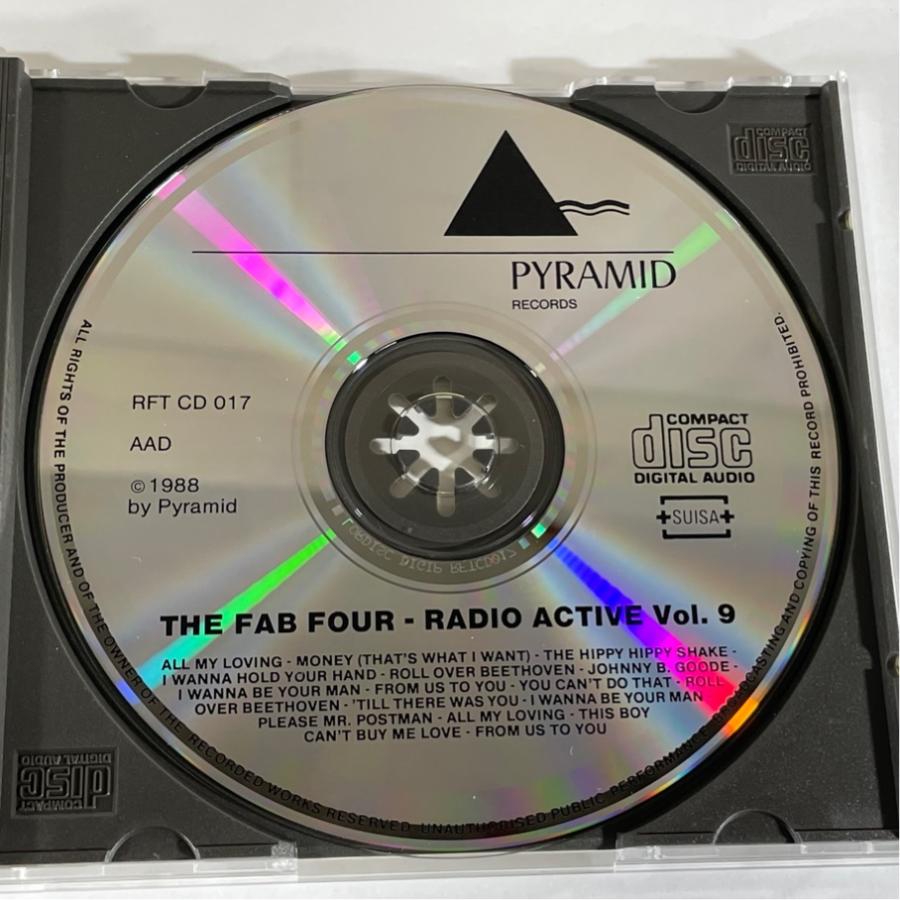 COMPACT
disc
DIGITAL AUDIO
PYRAMID
RECORDS
RFT CD 017
AAD
© 1988
by Pyramid
COMPACT
disc
DIGITAL AUDIO
SUISA
THE FAB FOUR - RADIO ACTIVE Vol. 9
ALL MY LOVING - MONEY (THAT'S WHAT I WANT) - THE HIPPY HIPPY SHAKE -
I WANNA HOLD YOUR HAND - ROLL OVER BEETHOVEN - JOHNNY B. GOODE -
I WANNA BE YOUR MAN - FROM US TO YOU - YOU CAN'T DO THAT - ROLL
OVER BEETHOVEN - 'TILL THERE WAS YOU - I WANNA BE YOUR MAN
PLEASE MR. POSTMAN - ALL MY LOVING - THIS BOY
CAN'T BUY ME LOVE - FROM US TO YOU
ALL RIGHTS OF THE PRODUCER AND OF THE OWNER OF THE RECORDED WORKS RESERVED. UNAUTHORISED PUBLIC PERFORMANCE BROADCASTING AND COPYING OF THIS RECORD PROHIBITED.
COMPACT
disc
DIGITAL AUDIO